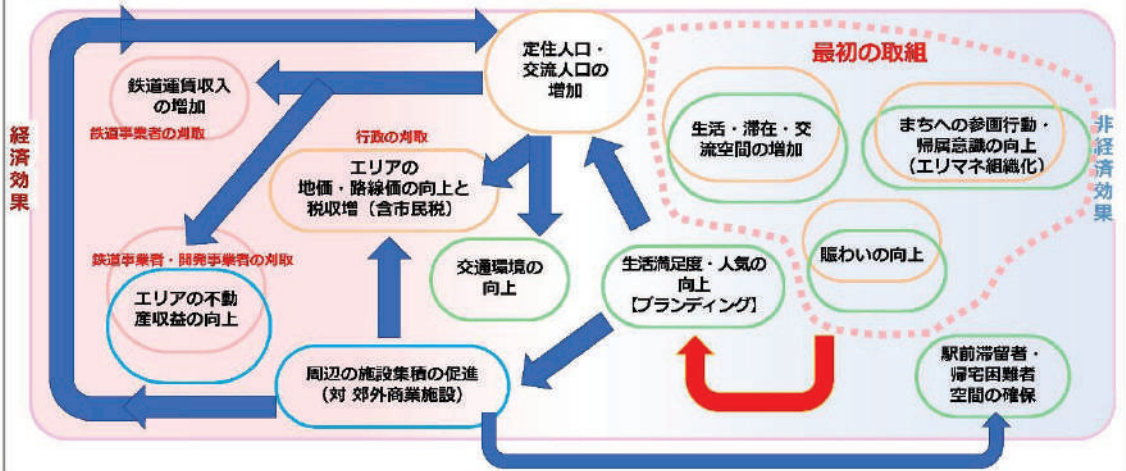 経済効果
定住人口・
交流人口の
増加
最初の取組
鉄道運賃収入
の増加
鉄道事業者の刈取
行政の刈取
エリアの
地価・路線価の向上と
税収増（含市民税）
生活・滞在・交
流空間の増加
まちへの参画行動・
帰属意識の向上
（エリマネ組織化）
非経済効果
鉄道事業者・開発事業者の刈取
エリアの不動
産収益の向上
交通環境の
向上
生活満足度・人気の
向上
【ブランディング】
賑わいの向上
周辺の施設集積の促進
（対 郊外商業施設）
駅前滞留者・
帰宅困難者
空間の確保